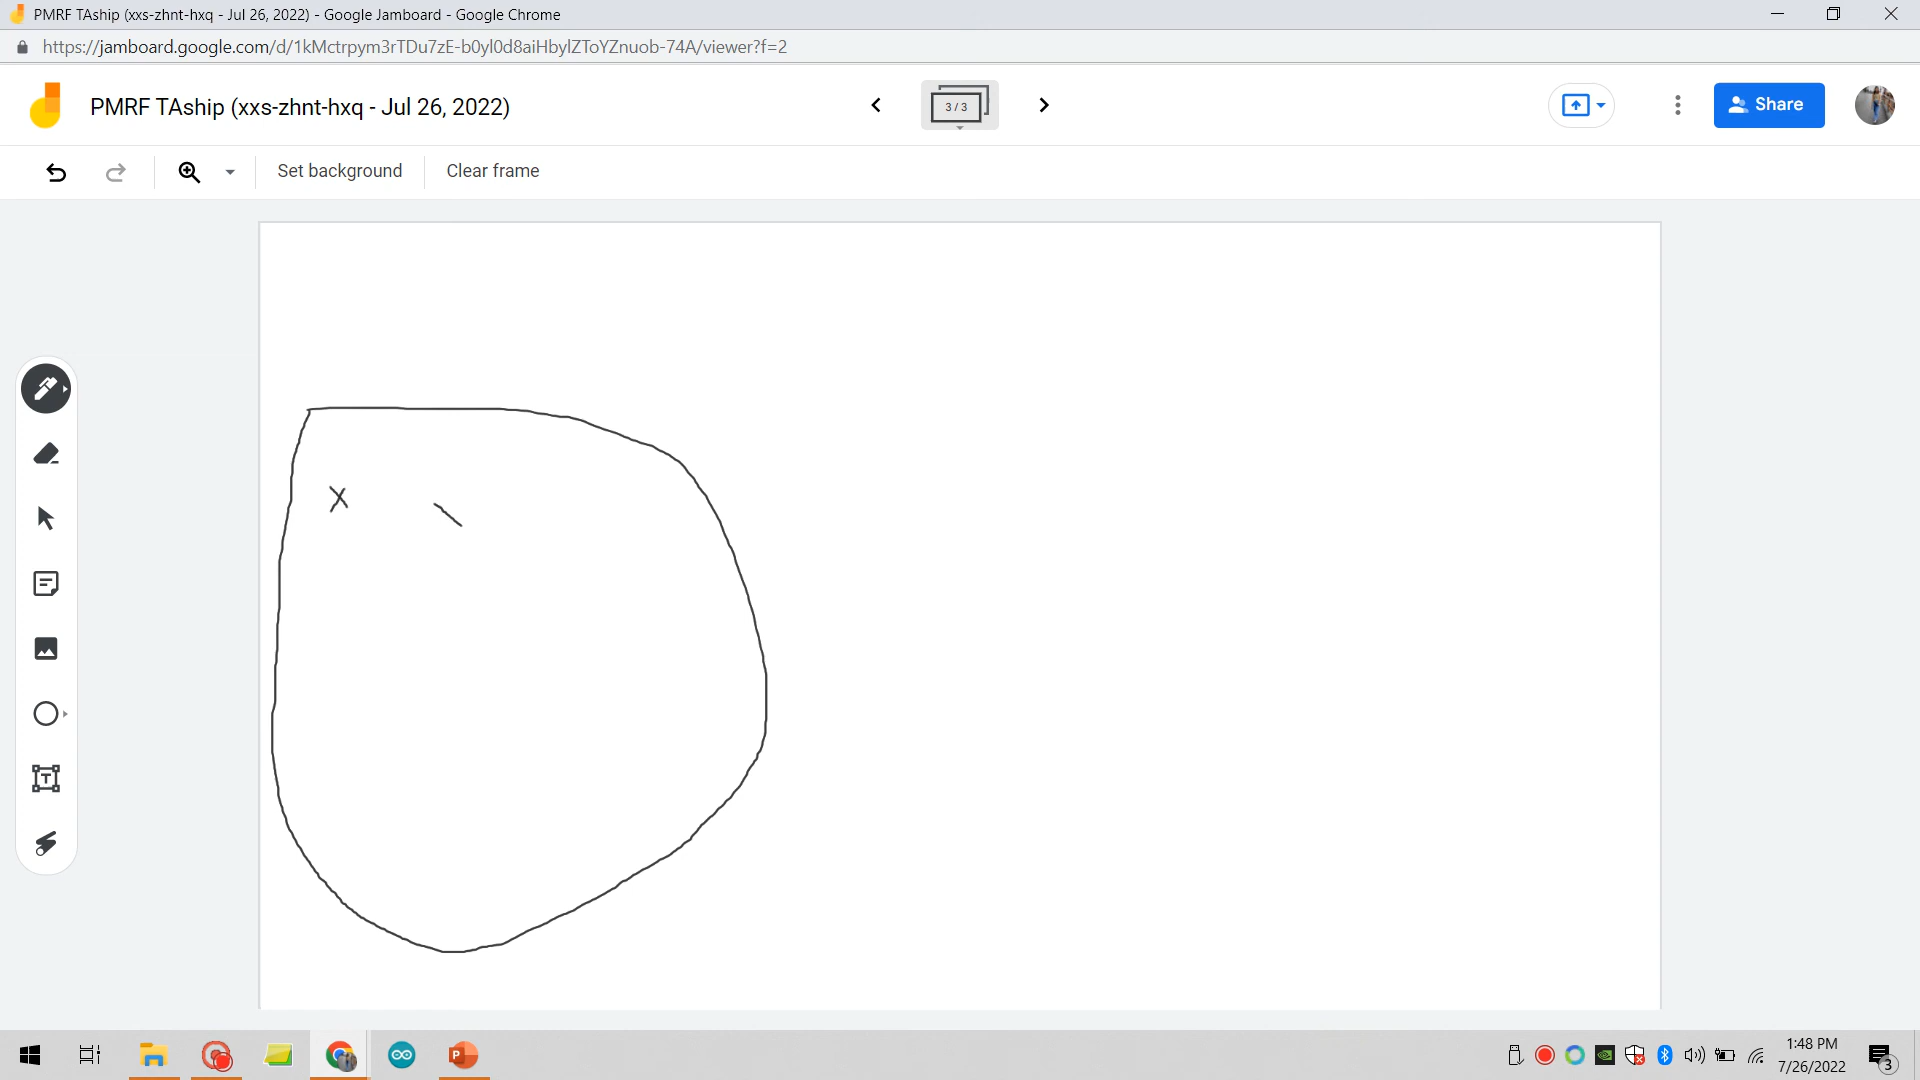 PMRF TAship (xxs-zhnt-hxq - Jul 26, 2022) - Google Jamboard - Google Chrome
https://jamboard.google.com/d/1kMctrpym3rTDu7zE-b0yl0d8aiHbylZToYZnuob-74A/viewer?f=2
PMRF TAship (xxs-zhnt-hxq - Jul 26, 2022)
3 / 3
Share
Set background
Clear frame
X
1:48 PM
7/26/2022
3